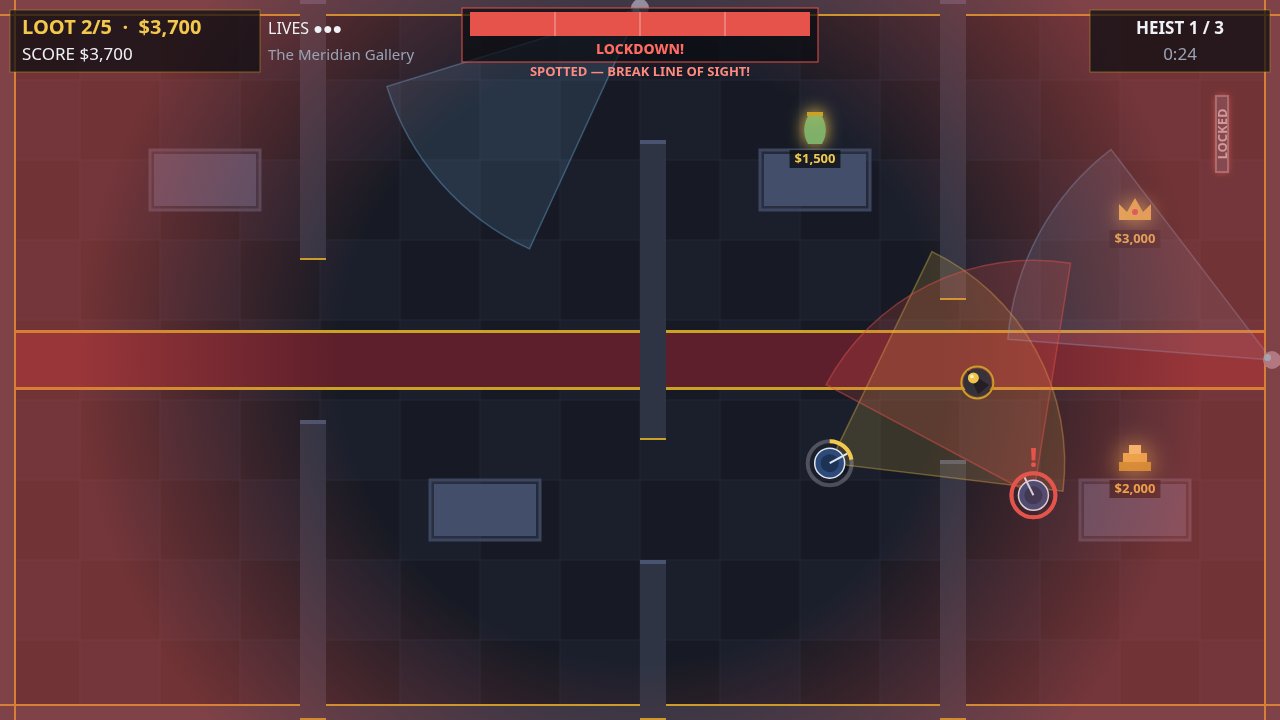 LOOT 2/5 · $3,700
SCORE $3,700
LIVES ●●●
The Meridian Gallery
LOCKDOWN!
SPOTTED — BREAK LINE OF SIGHT!
HEIST 1 / 3
0:24
LOCKED
$1,500
$3,000
!
$2,000